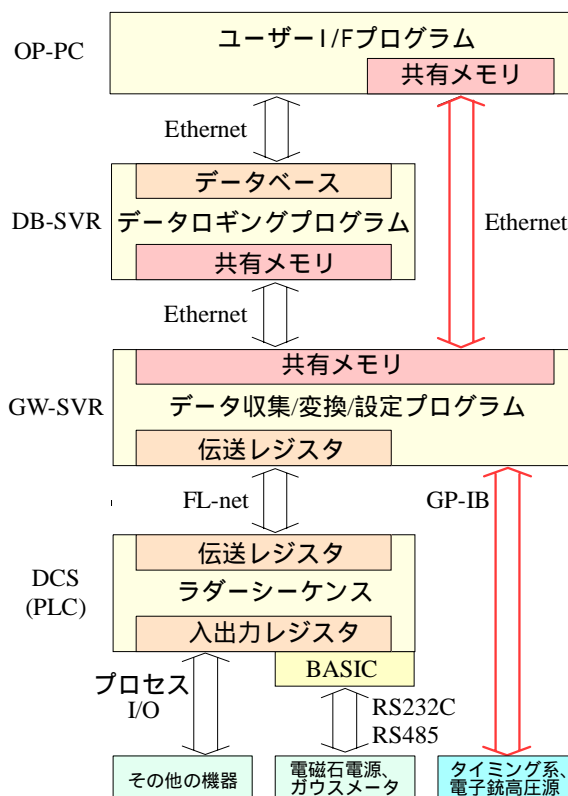 ユーザーI/Fプログラム
OP-PC
共有メモリ
Ethernet
データベース
DB-SVR
データロギングプログラム
Ethernet
共有メモリ
Ethernet
共有メモリ
GW-SVR
データ収集/変換/設定プログラム
伝送レジスタ
FL-net
GP-IB
伝送レジスタ
DCS
(PLC)
ラダーシーケンス
入出力レジスタ
BASIC
プロセス
I/O
RS232C
RS485
その他の機器
電磁石電源、
ガウスメータ
タイミング系、
電子銃高圧源